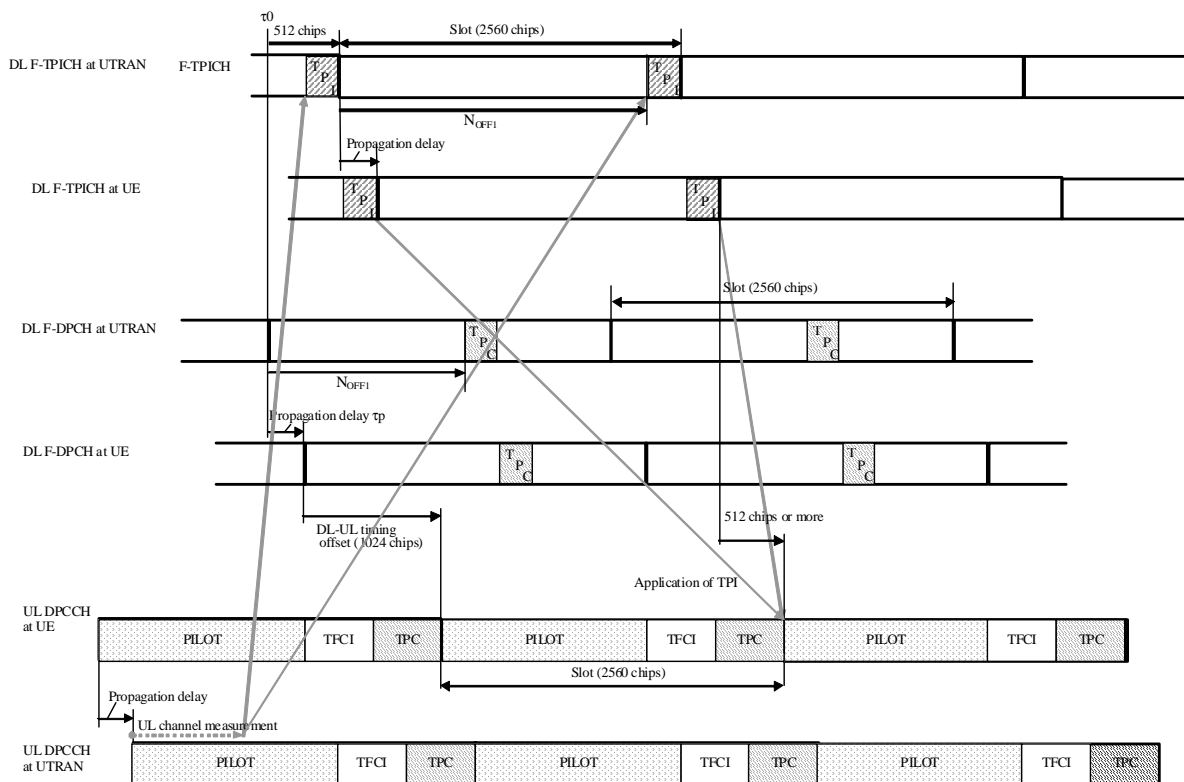 τ0
512 chips
Slot (2560 chips)
DL F-TPICH at UTRAN
F-TPICH
T P I
T P I
N OFF1
Propagation delay
DL F-TPICH at UE
T P I
T P I
Slot (2560 chips)
DL F-DPCH at UTRAN
T P C
T P C
N OFF1
Propagation delay τp
DL F-DPCH at UE
T P C
T P C
DL-UL timing
offset (1024 chips)
512 chips or more
Application of TPI
UL DPCCH
at UE
PILOT TFCI TPC PILOT TFCI TPC PILOT TFCI TPC
Slot (2560 chips)
Propagation delay
UL channel measurement
UL DPCCH
at UTRAN
PILOT TFCI TPC PILOT TFCI TPC PILOT TFCI TPC